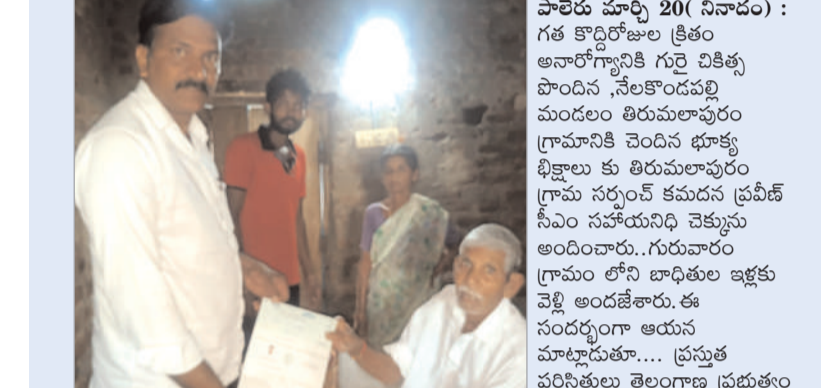 పాలేరు మార్చి 20( నినాదం) :
గత కొద్దిరోజుల క్రితం
అనారోగ్యానికి గురై చికిత్స
పొందిన ,నేలకొండపల్లి
మండలం తిరుమలాపురం
గ్రామానికి చెందిన భూక్య
భిక్షాలు కు తిరుమలాపురం
గ్రామ సర్పంచ్ కమదన ప్రవీణ్
సీఎం సహాయనిధి చెక్కును
అందించారు..గురువారం
గ్రామం లోని బాధితుల ఇళ్లకు
వెళ్లి అందజేశారు.ఈ
సందర్భంగా ఆయన
మాట్లాడుతూ.... ప్రస్తుత
పరిస్థితులు తెలంగాణ ప్రభుత్వం